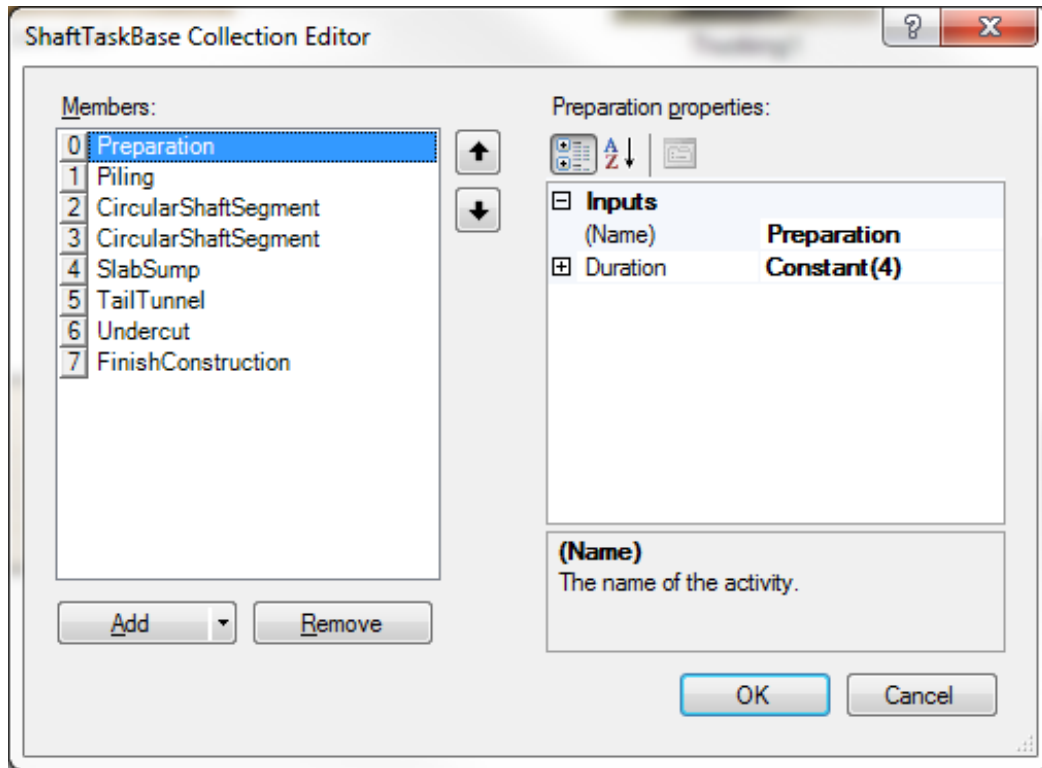 ShaftTaskBase Collection Editor
Members:
0 Preparation
1 Piling
2 CircularShaftSegment
3 CircularShaftSegment
4 SlabSump
5 TailTunnel
6 Undercut
7 FinishConstruction
Add
Remove
Preparation properties:
Inputs
(Name) Preparation
Duration Constant(4)
(Name)
The name of the activity.
OK
Cancel